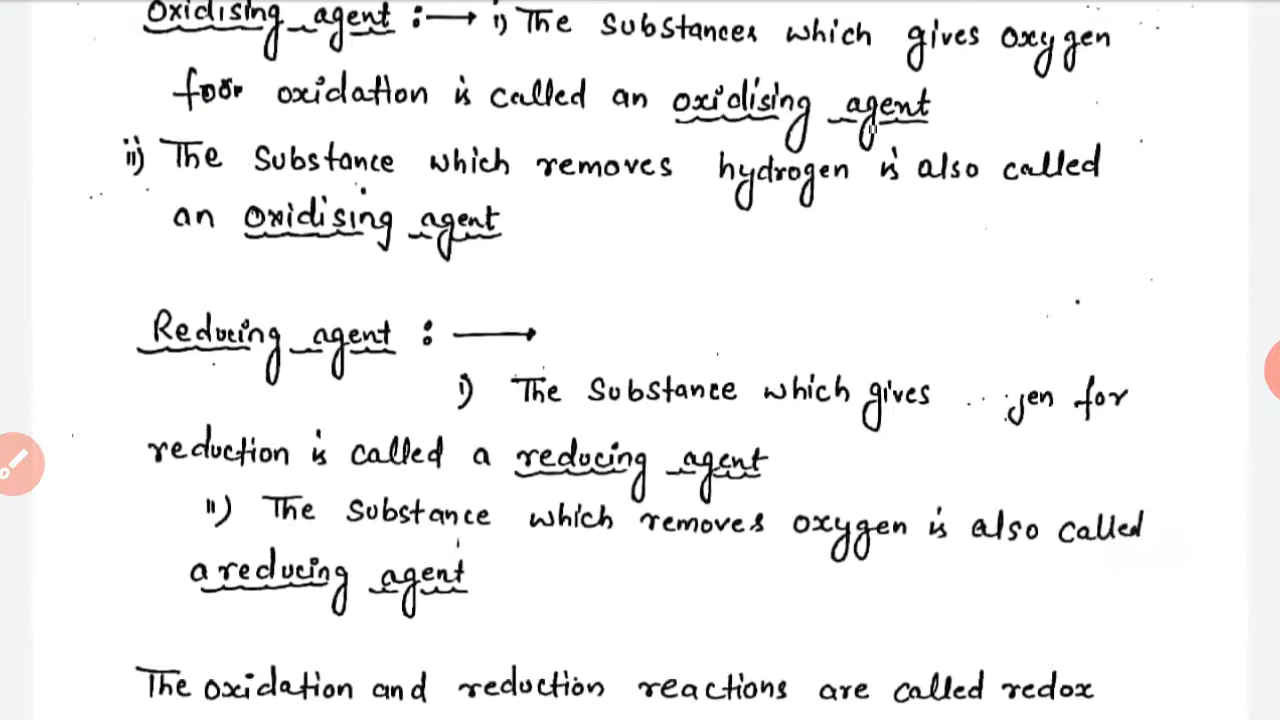 Oxidising agent :→ i) The Substances which gives oxygen
foor oxidation is called an oxidising agent
ii) The Substance which removes hydrogen is also called
an Oxidising agent
Reducing agent :→
i) The Substance which gives for
reduction is called a reducing agent
ii) The Substance which removes oxygen is also called
a reducing agent
The oxidation and reduction reactions are called redox